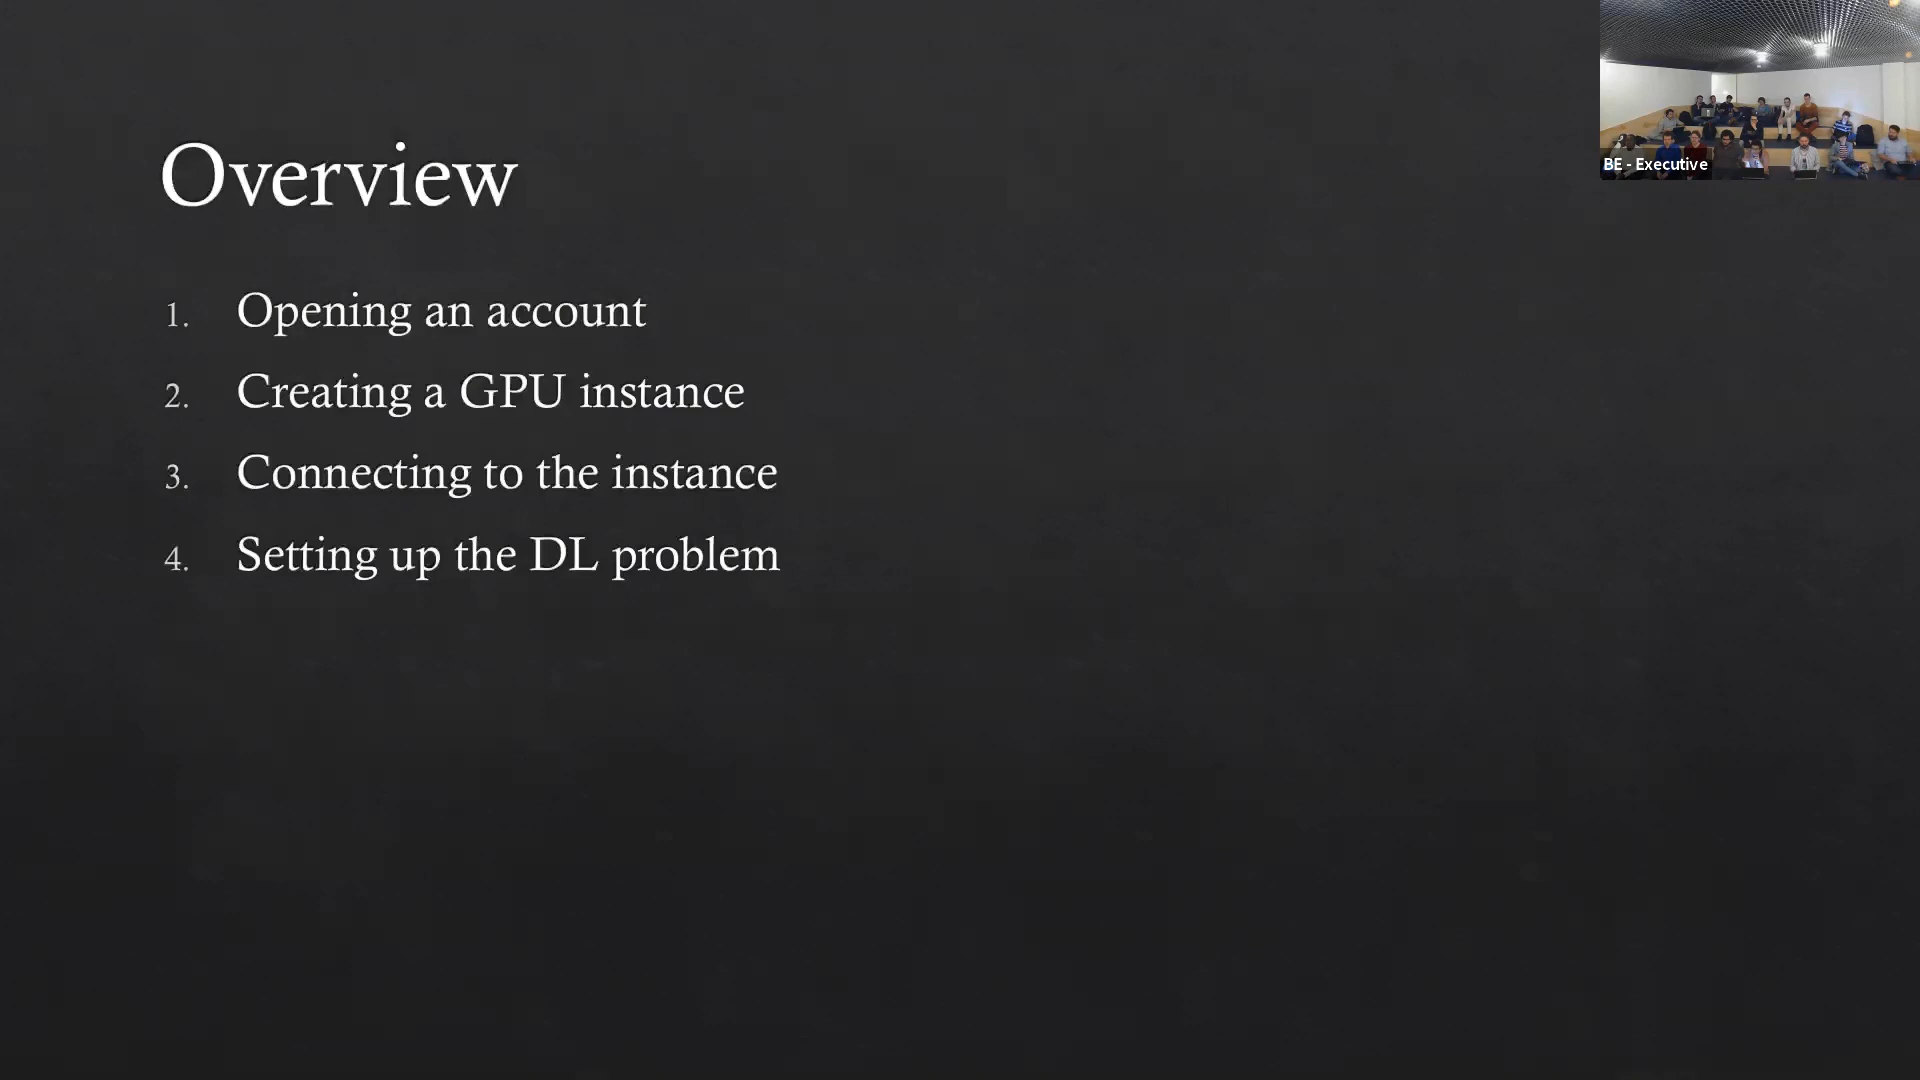 Overview
1. Opening an account
2. Creating a GPU instance
3. Connecting to the instance
4. Setting up the DL problem
BE - Executive